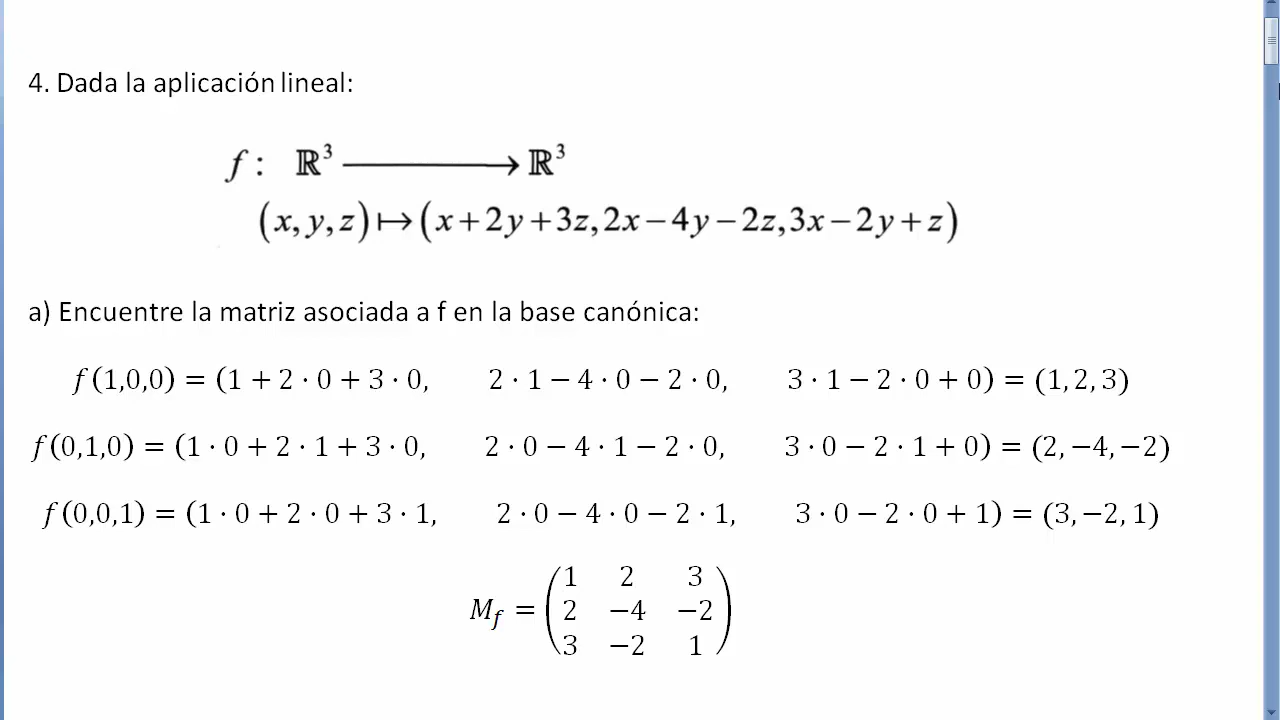 4. Dada la aplicación lineal:
f : ℝ³ ⟶ ℝ³
(x, y, z) ↦ (x + 2y + 3z, 2x − 4y − 2z, 3x − 2y + z)
a) Encuentre la matriz asociada a f en la base canónica:
f(1,0,0) = (1 + 2 · 0 + 3 · 0, 2 · 1 − 4 · 0 − 2 · 0, 3 · 1 − 2 · 0 + 0) = (1, 2, 3)
f(0,1,0) = (1 · 0 + 2 · 1 + 3 · 0, 2 · 0 − 4 · 1 − 2 · 0, 3 · 0 − 2 · 1 + 0) = (2, −4, −2)
f(0,0,1) = (1 · 0 + 2 · 0 + 3 · 1, 2 · 0 − 4 · 0 − 2 · 1, 3 · 0 − 2 · 0 + 1) = (3, −2, 1)
1 2 3
M_f = ( 2 −4 −2 )
3 −2 1